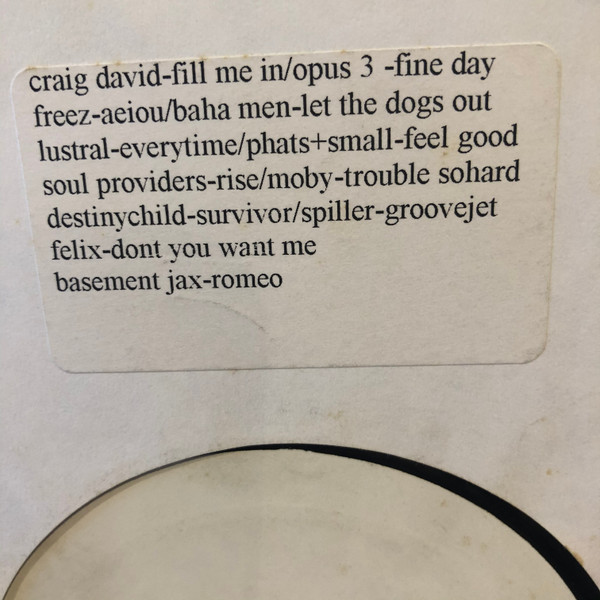 craig david-fill me in/opus 3 -fine day
freez-aeiou/baha men-let the dogs out
lustral-everytime/phats+small-feel good
soul providers-rise/moby-trouble sohard
destinychild-survivor/spiller-groovejet
felix-dont you want me
basement jax-romeo